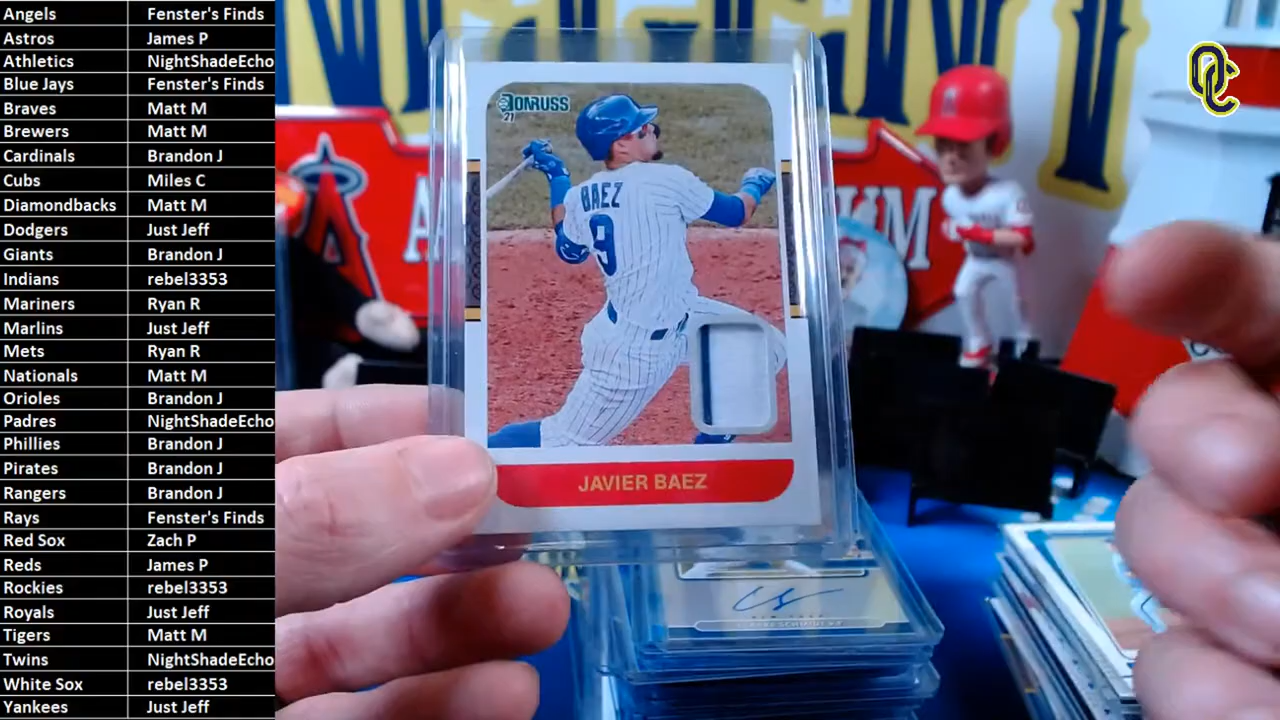 Angels Fenster's Finds
Astros James P
Athletics NightShadeEcho
Blue Jays Fenster's Finds
Braves Matt M
Brewers Matt M
Cardinals Brandon J
Cubs Miles C
Diamondbacks Matt M
Dodgers Just Jeff
Giants Brandon J
Indians rebel3353
Mariners Ryan R
Marlins Just Jeff
Mets Ryan R
Nationals Matt M
Orioles Brandon J
Padres NightShadeEcho
Phillies Brandon J
Pirates Brandon J
Rangers Brandon J
Rays Fenster's Finds
Red Sox Zach P
Reds James P
Rockies rebel3353
Royals Just Jeff
Tigers Matt M
Twins NightShadeEcho
White Sox rebel3353
Yankees Just Jeff
DONRUSS
21
BAEZ
9
JAVIER BAEZ
OC